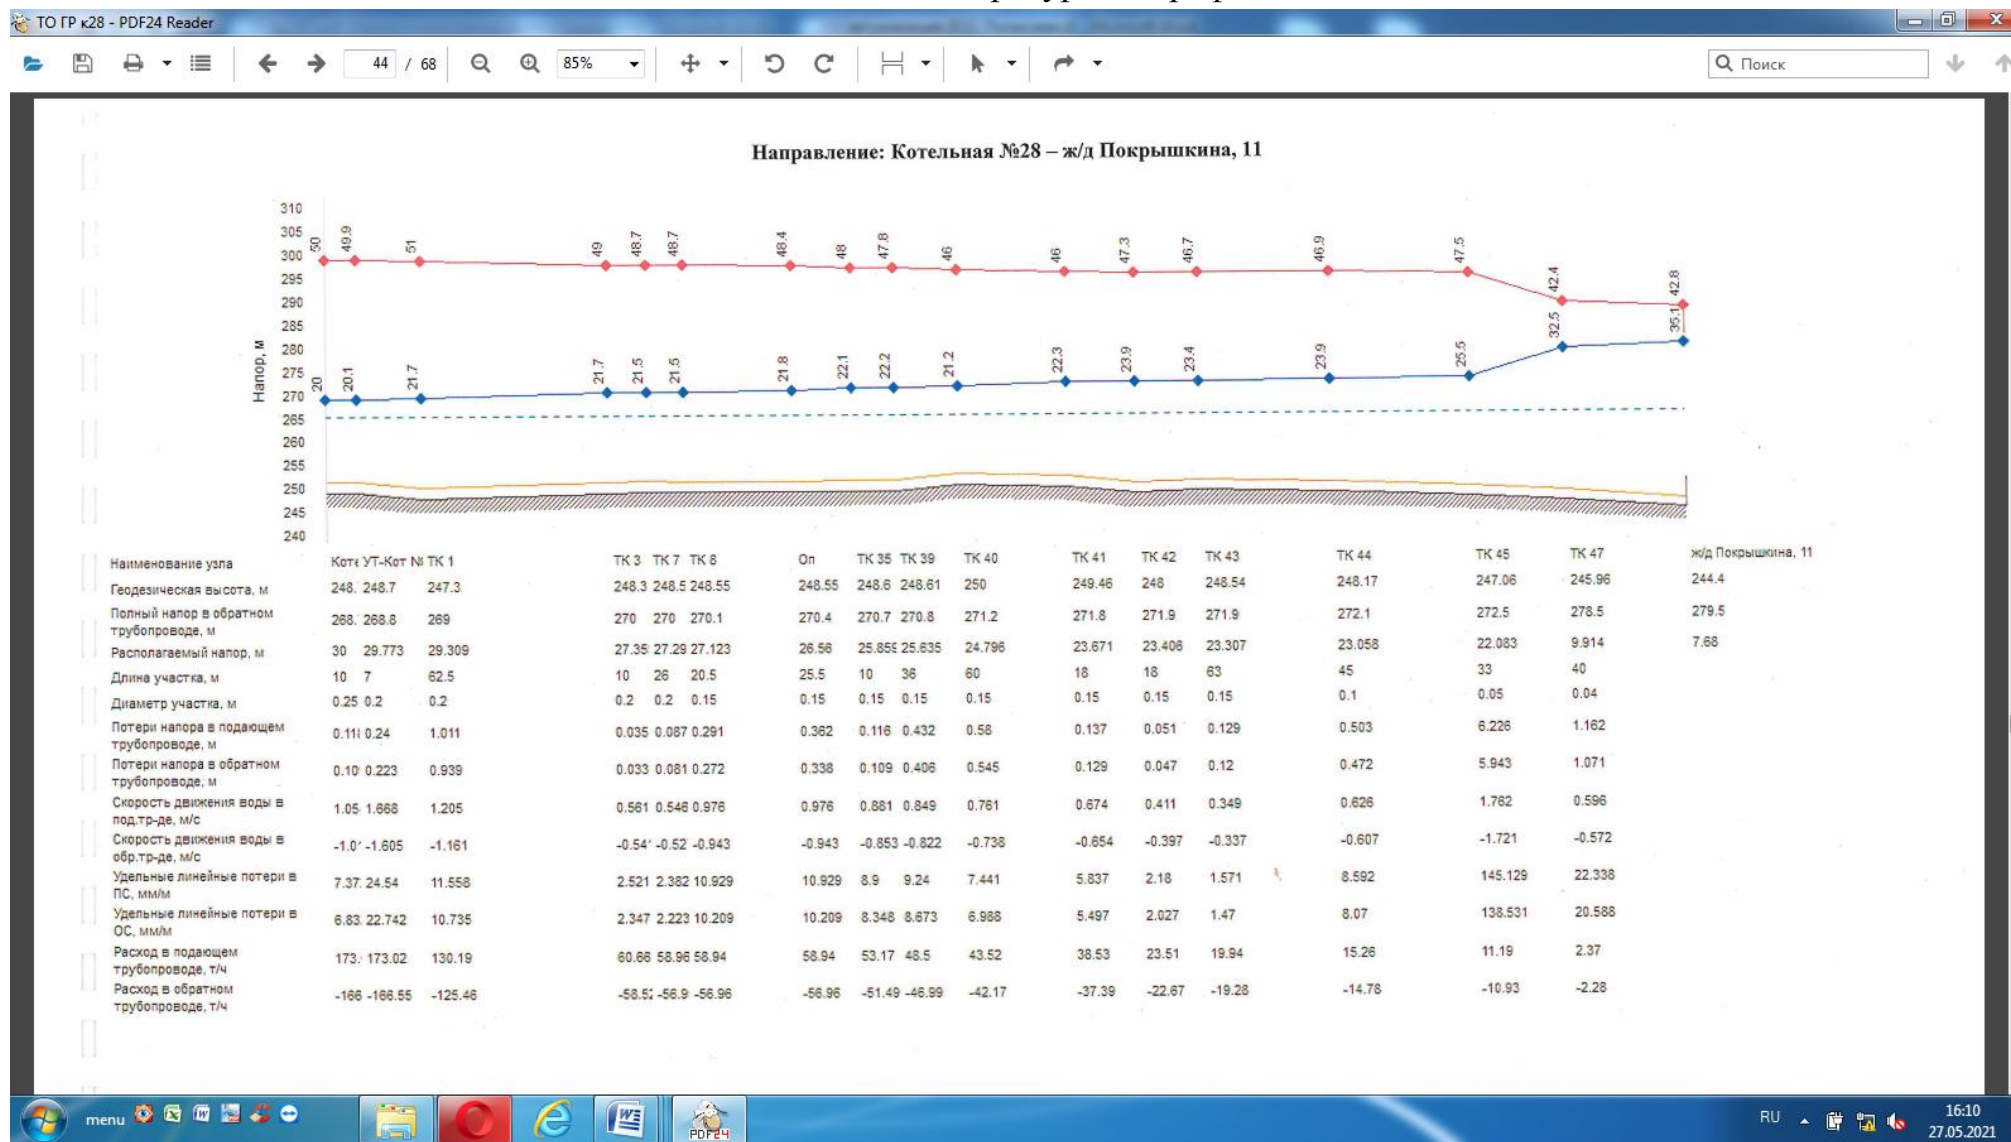 ТО ГР к28 - PDF24 Reader
44 / 68
85%
Поиск
Направление: Котельная №28 – ж/д Покрышкина, 11
Напор, м
310
305
300
295
290
285
280
275
270
265
260
255
250
245
240
50 49.9 51 49 48.7 48.7 48.4 48 47.8 46 46 47.3 46.7 46.9 47.5 42.4 42.8
20 20.1 21.7 21.7 21.5 21.5 21.8 22.1 22.2 21.2 22.3 23.9 23.4 23.9 25.5 32.5 35.1
Наименование узла Коте УТ-Кот № ТК 1 ТК 3 ТК 7 ТК 8 Оп ТК 35 ТК 39 ТК 40 ТК 41 ТК 42 ТК 43 ТК 44 ТК 45 ТК 47 ж/д Покрышкина, 11
Геодезическая высота, м 248. 248.7 247.3 248.3 248.5 248.55 248.55 248.6 248.61 250 249.46 248 248.54 248.17 247.06 245.96 244.4
Полный напор в обратном
трубопроводе, м 268. 268.8 269 270 270 270.1 270.4 270.7 270.8 271.2 271.8 271.9 271.9 272.1 272.5 278.5 279.5
Располагаемый напор, м 30 29.773 29.309 27.35 27.29 27.123 26.56 25.859 25.635 24.796 23.671 23.406 23.307 23.058 22.083 9.914 7.68
Длина участка, м 10 7 62.5 10 26 20.5 25.5 10 36 60 18 18 63 45 33 40
Диаметр участка, м 0.25 0.2 0.2 0.2 0.2 0.15 0.15 0.15 0.15 0.15 0.15 0.15 0.15 0.1 0.05 0.04
Потери напора в подающем
трубопроводе, м 0.24 1.011 0.035 0.087 0.291 0.362 0.116 0.432 0.58 0.137 0.051 0.129 0.503 6.226 1.162
Потери напора в обратном
трубопроводе, м 0.10 0.223 0.939 0.033 0.081 0.272 0.338 0.109 0.406 0.545 0.129 0.047 0.12 0.472 5.943 1.071
Скорость движения воды в
под.тр-де, м/с 1.05 1.668 1.205 0.561 0.546 0.976 0.976 0.881 0.849 0.761 0.674 0.411 0.349 0.626 1.762 0.596
Скорость движения воды в
обр.тр-де, м/с -1.0 -1.605 -1.161 -0.54 -0.52 -0.943 -0.943 -0.853 -0.822 -0.738 -0.654 -0.397 -0.337 -0.607 -1.721 -0.572
Удельные линейные потери в
ПС, мм/м 7.37 24.54 11.558 2.521 2.382 10.929 10.929 8.9 9.24 7.441 5.837 2.18 1.571 8.592 145.129 22.338
Удельные линейные потери в
ОС, мм/м 6.83 22.742 10.735 2.347 2.223 10.209 10.209 8.348 8.673 6.988 5.497 2.027 1.47 8.07 138.531 20.588
Расход в подающем
трубопроводе, т/ч 173. 173.02 130.19 60.66 58.96 58.94 58.94 53.17 48.5 43.52 38.53 23.51 19.94 15.26 11.19 2.37
Расход в обратном
трубопроводе, т/ч -166 -166.55 -125.46 -58.52 -56.9 -56.96 -56.96 -51.49 -46.99 -42.17 -37.39 -22.67 -19.28 -14.78 -10.93 -2.28
menu
PDF24
RU
16:10
27.05.2021